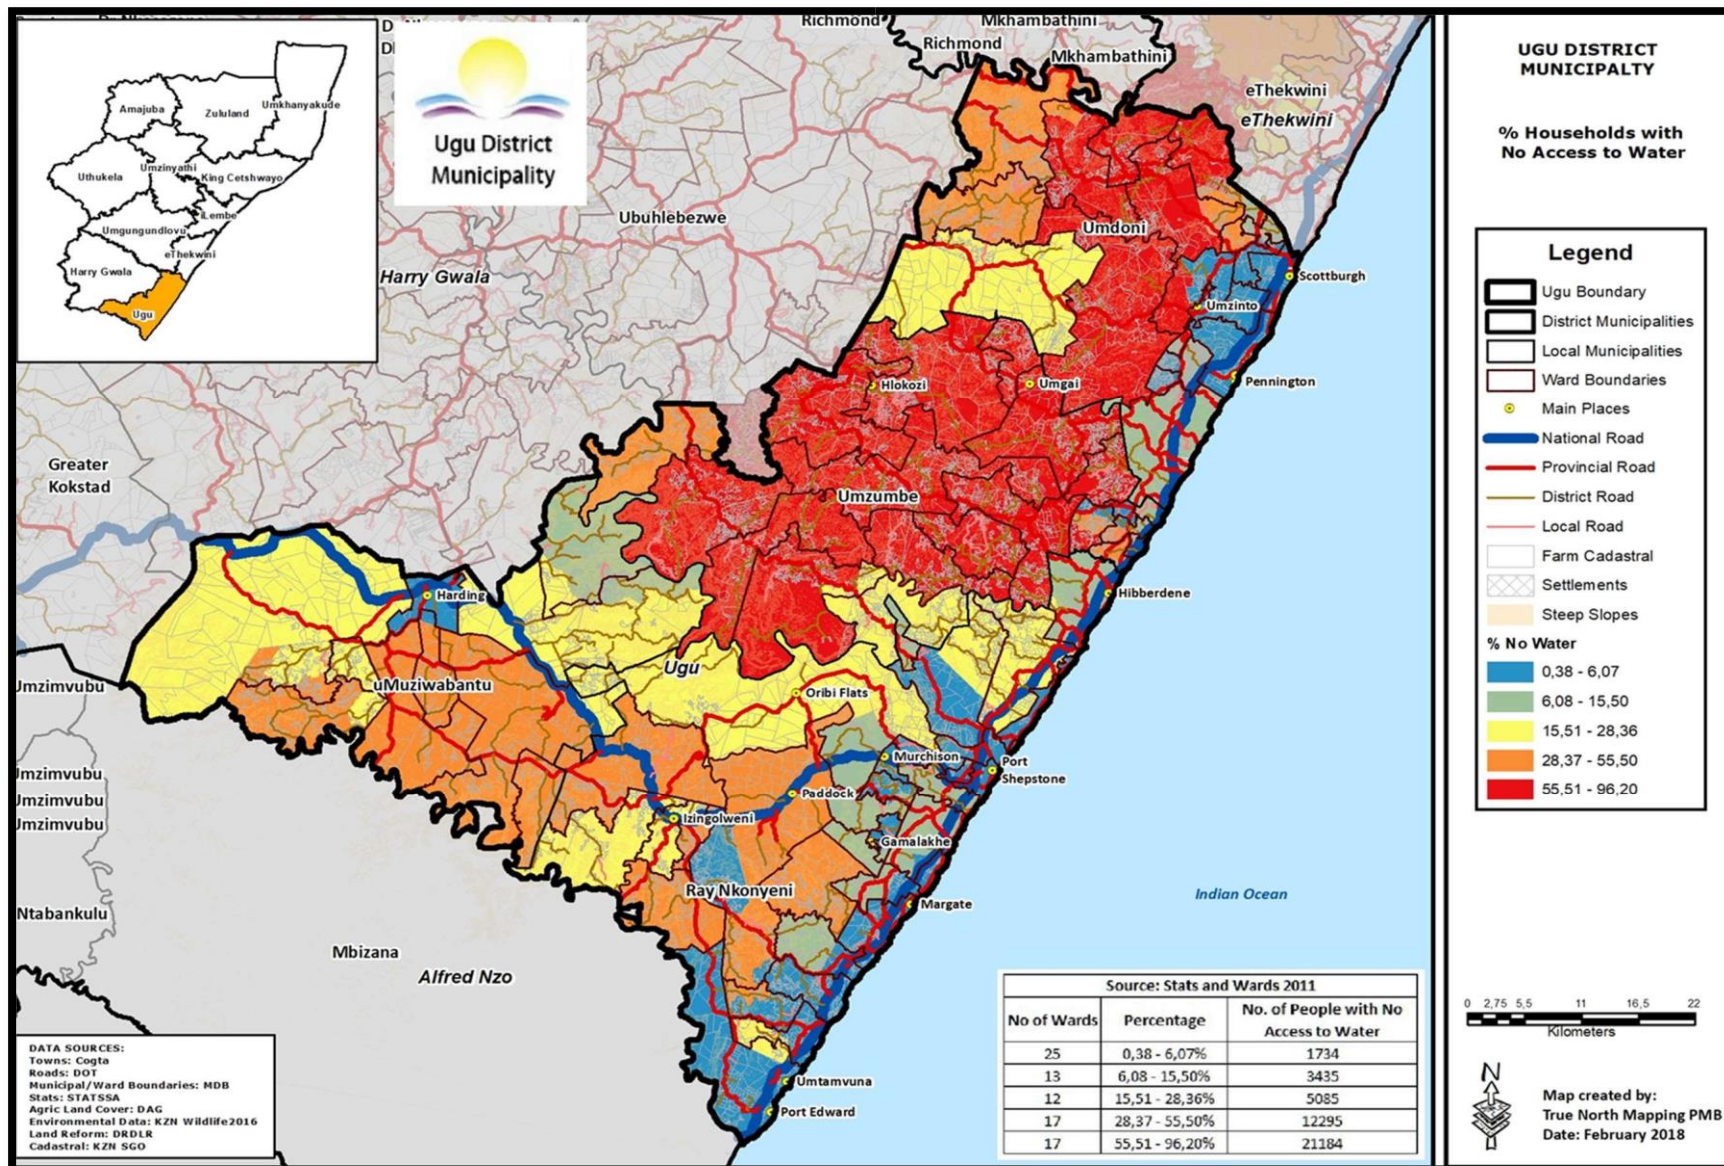 UGU DISTRICT
MUNICIPALTY
% Households with
No Access to Water
Legend
Ugu Boundary
District Municipalities
Local Municipalities
Ward Boundaries
Main Places
National Road
Provincial Road
District Road
Local Road
Farm Cadastral
Settlements
Steep Slopes
% No Water
0,38 - 6,07
6,08 - 15,50
15,51 - 28,36
28,37 - 55,50
55,51 - 96,20
0 2,75 5,5 11 16,5 22
Kilometers
N
Map created by:
True North Mapping PMB
Date: February 2018
Amajuba
Zululand
Umkhanyakude
Uthukela
Umzinyathi
King Cetshwayo
iLembe
Umgungundlovu
eThekwini
Harry Gwala
Ugu
Ugu District
Municipality
Richmond
Mkhambathini
Richmond
Mkhambathini
eThekwini
eThekwini
Ubuhlebezwe
Harry Gwala
Umdoni
Scottburgh
Umzinto
Pennington
Hlokozi
Umgai
Greater
Kokstad
Umzumbe
Harding
Hibberdene
Ugu
Umzimvubu
uMuziwabantu
Oribi Flats
Murchison
Port
Shepstone
Umzimvubu
Umzimvubu
Umzimvubu
Paddock
Izingolweni
Gamalakhe
Ray Nkonyeni
Margate
Indian Ocean
Ntabankulu
Mbizana
Alfred Nzo
Umtamvuna
Port Edward
Source: Stats and Wards 2011
No of Wards Percentage No. of People with No
Access to Water
25 0,38 - 6,07% 1734
13 6,08 - 15,50% 3435
12 15,51 - 28,36% 5085
17 28,37 - 55,50% 12295
17 55,51 - 96,20% 21184
DATA SOURCES:
Towns: Cogta
Roads: DOT
Municipal/Ward Boundaries: MDB
Stats: STATSSA
Agric Land Cover: DAG
Environmental Data: KZN Wildlife2016
Land Reform: DRDLR
Cadastral: KZN SGO